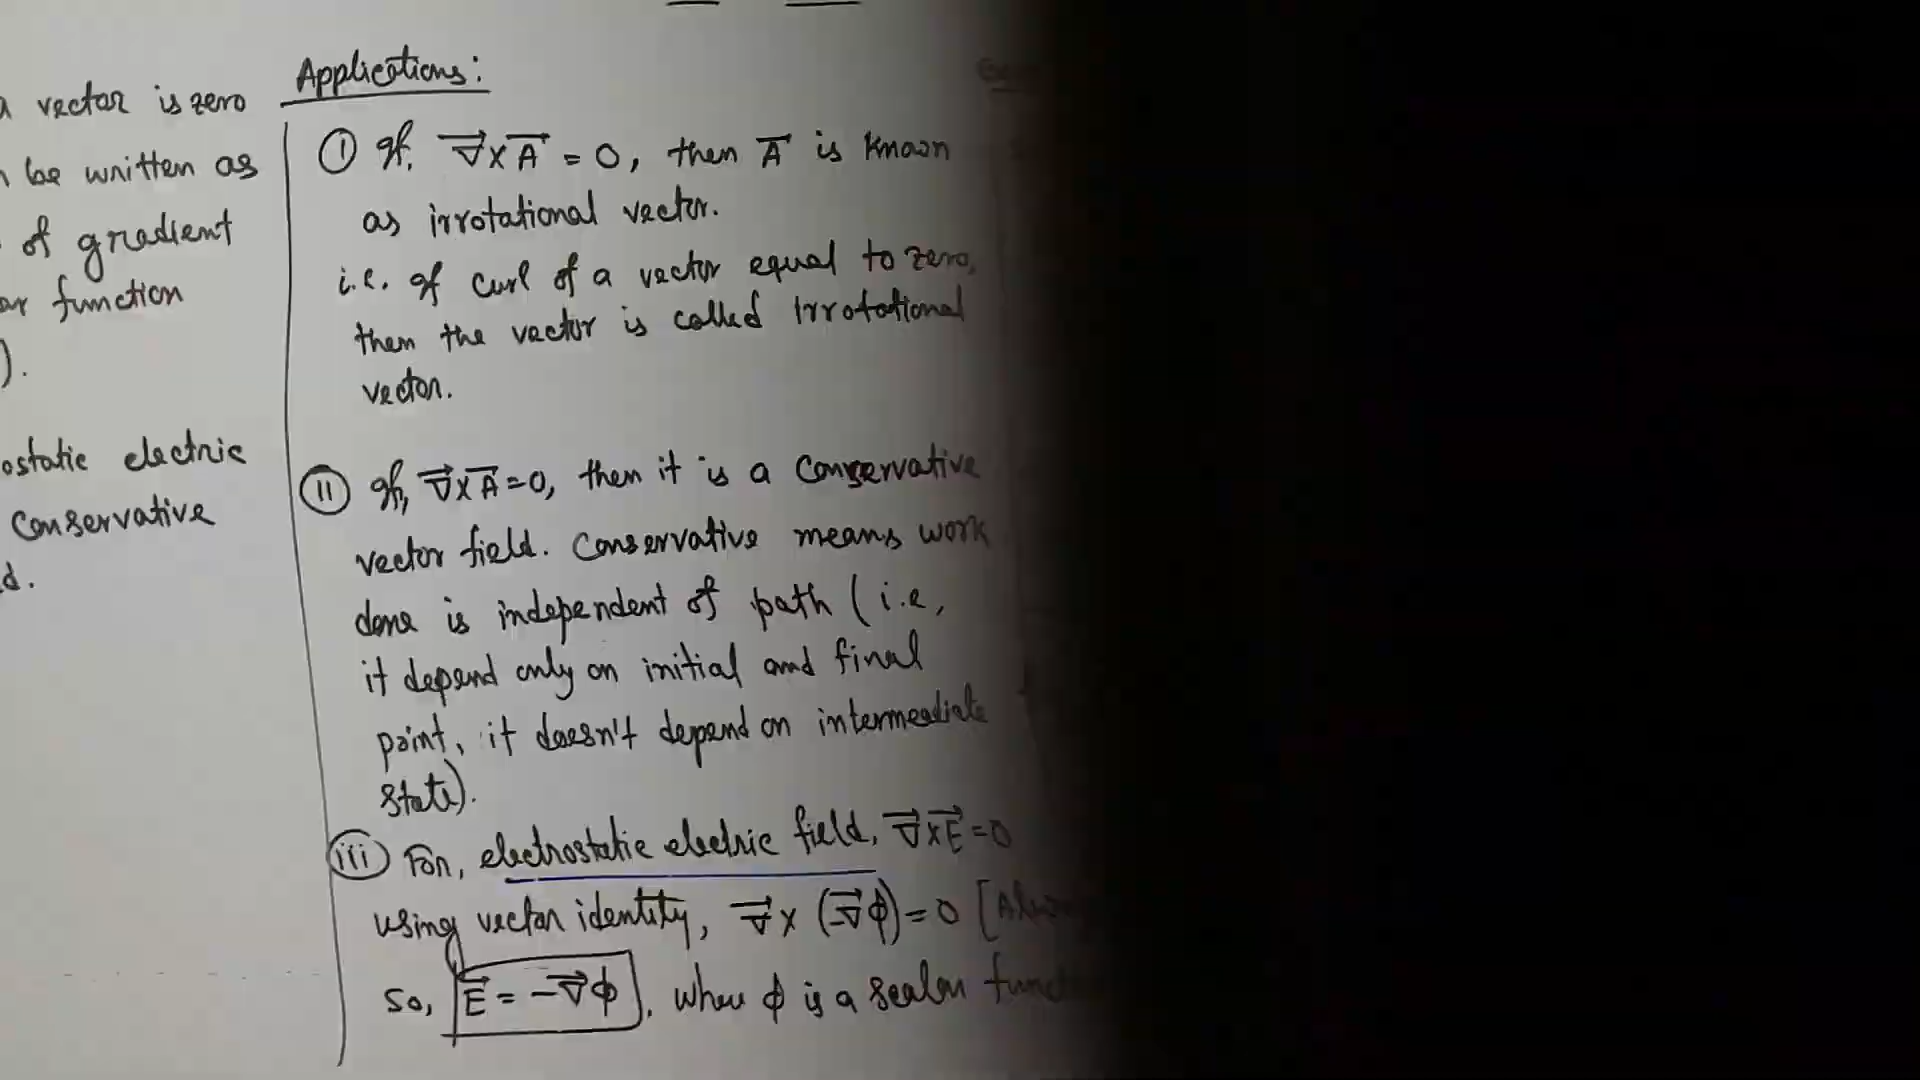 a vector is zero
be written as
of gradient
function
).
ostatic electric
conservative
d.
Applications:
① If, ∇⃗ × A⃗ = 0, then A⃗ is known
as irrotational vector.
i.e. If curl of a vector equal to zero,
then the vector is called irrotational
vector.
ⅱ If, ∇⃗ × A⃗ = 0, then it is a conservative
vector field. Conservative means work
done is independent of path (i.e,
it depend only on initial and final
point, it doesn't depend on intermediate
state).
ⅲ For, electrostatic electric field, ∇⃗ × E⃗ = 0
using vector identity, ∇⃗ × (-∇⃗ϕ) = 0
so, E⃗ = -∇⃗ϕ, where ϕ is a scalar